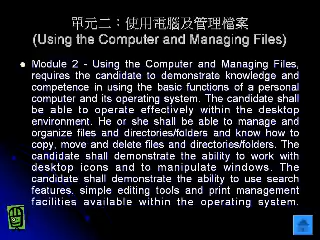 單元二：使用電腦及管理檔案
(Using the Computer and Managing Files)
Module 2 - Using the Computer and Managing Files,
requires the candidate to demonstrate knowledge and
competence in using the basic functions of a personal
computer and its operating system. The candidate shall
be able to operate effectively within the desktop
environment. He or she shall be able to manage and
organize files and directories/folders and know how to
copy, move and delete files and directories/folders. The
candidate shall demonstrate the ability to work with
desktop icons and to manipulate windows. The
candidate shall demonstrate the ability to use search
features, simple editing tools and print management
facilities available within the operating system.